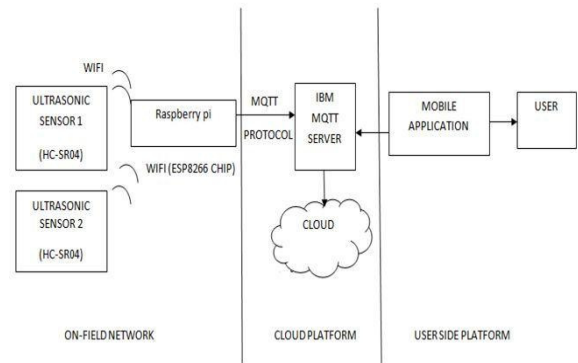 WIFI
ULTRASONIC
SENSOR 1
(HC-SR04)
Raspberry pi
MQTT
PROTOCOL
IBM
MQTT
SERVER
MOBILE
APPLICATION
USER
WIFI (ESP8266 CHIP)
ULTRASONIC
SENSOR 2
(HC-SR04)
CLOUD
ON-FIELD NETWORK
CLOUD PLATFORM
USER SIDE PLATFORM